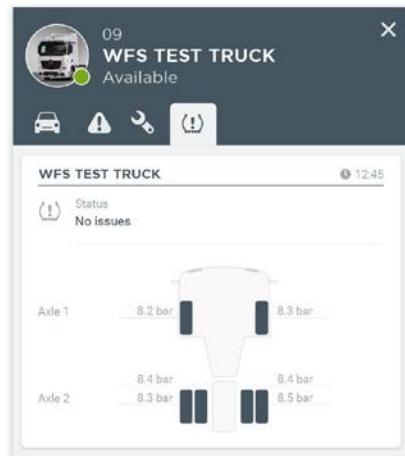 09
WFS TEST TRUCK
Available
WFS TEST TRUCK 12:45
Status
No issues
Axle 1 8.2 bar 8.3 bar
8.4 bar 8.4 bar
Axle 2 8.3 bar 8.5 bar